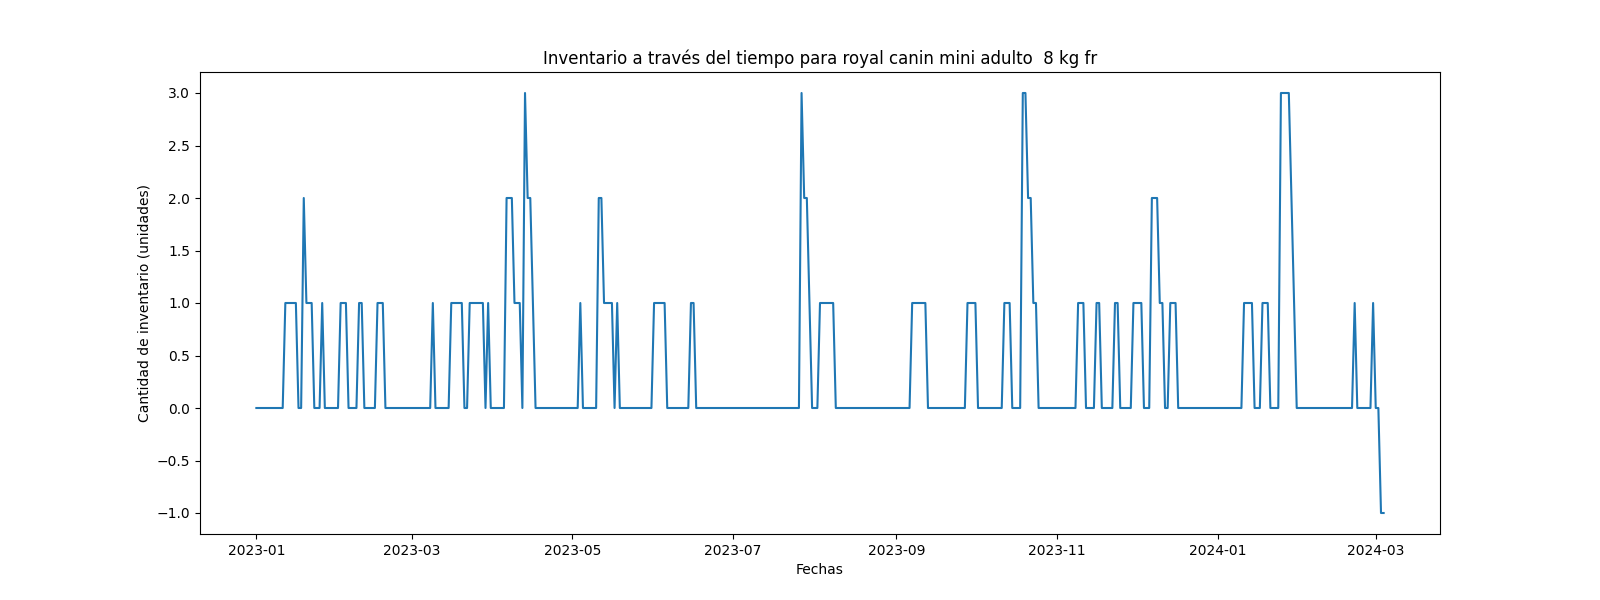 Inventario a través del tiempo para royal canin mini adulto  8 kg fr
Cantidad de inventario (unidades)
3.0
2.5
2.0
1.5
1.0
0.5
0.0
−0.5
−1.0
2023-01 2023-03 2023-05 2023-07 2023-09 2023-11 2024-01 2024-03
Fechas